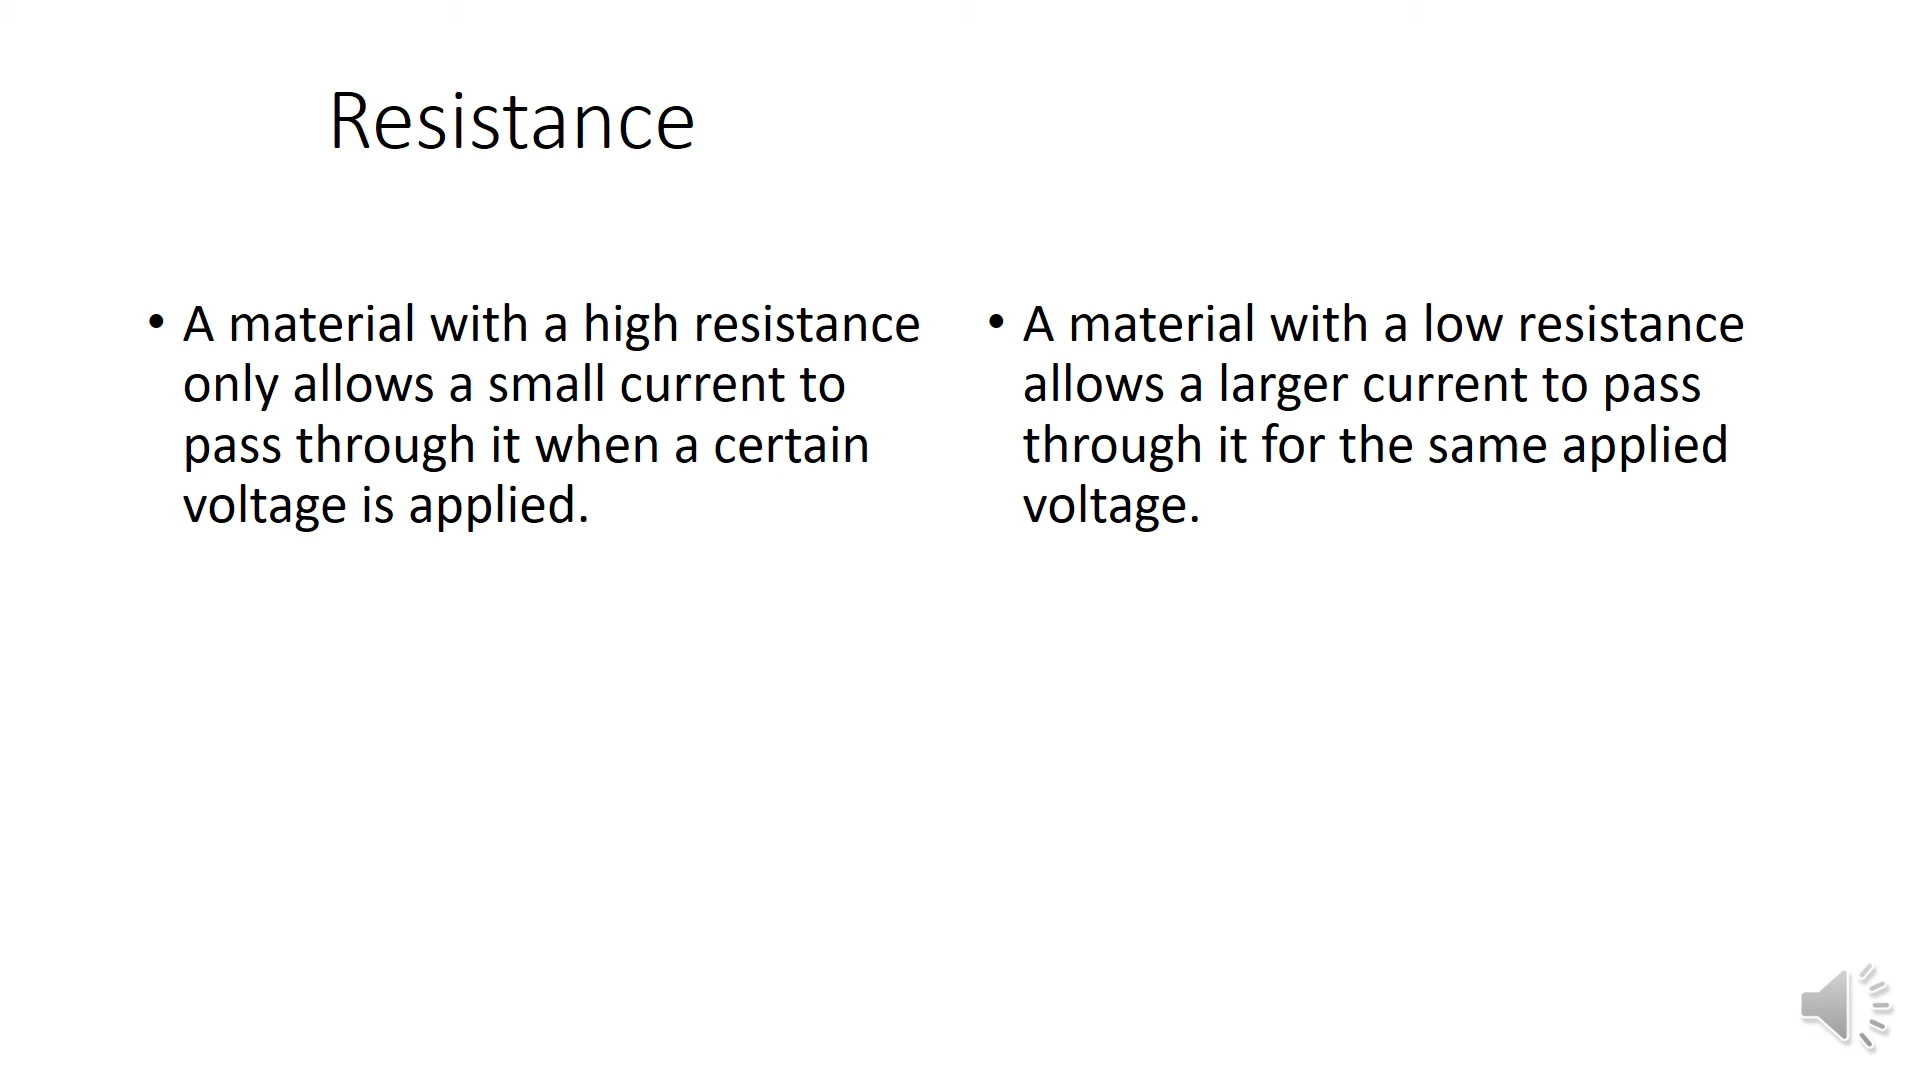 Resistance
• A material with a high resistance
only allows a small current to
pass through it when a certain
voltage is applied.
• A material with a low resistance
allows a larger current to pass
through it for the same applied
voltage.